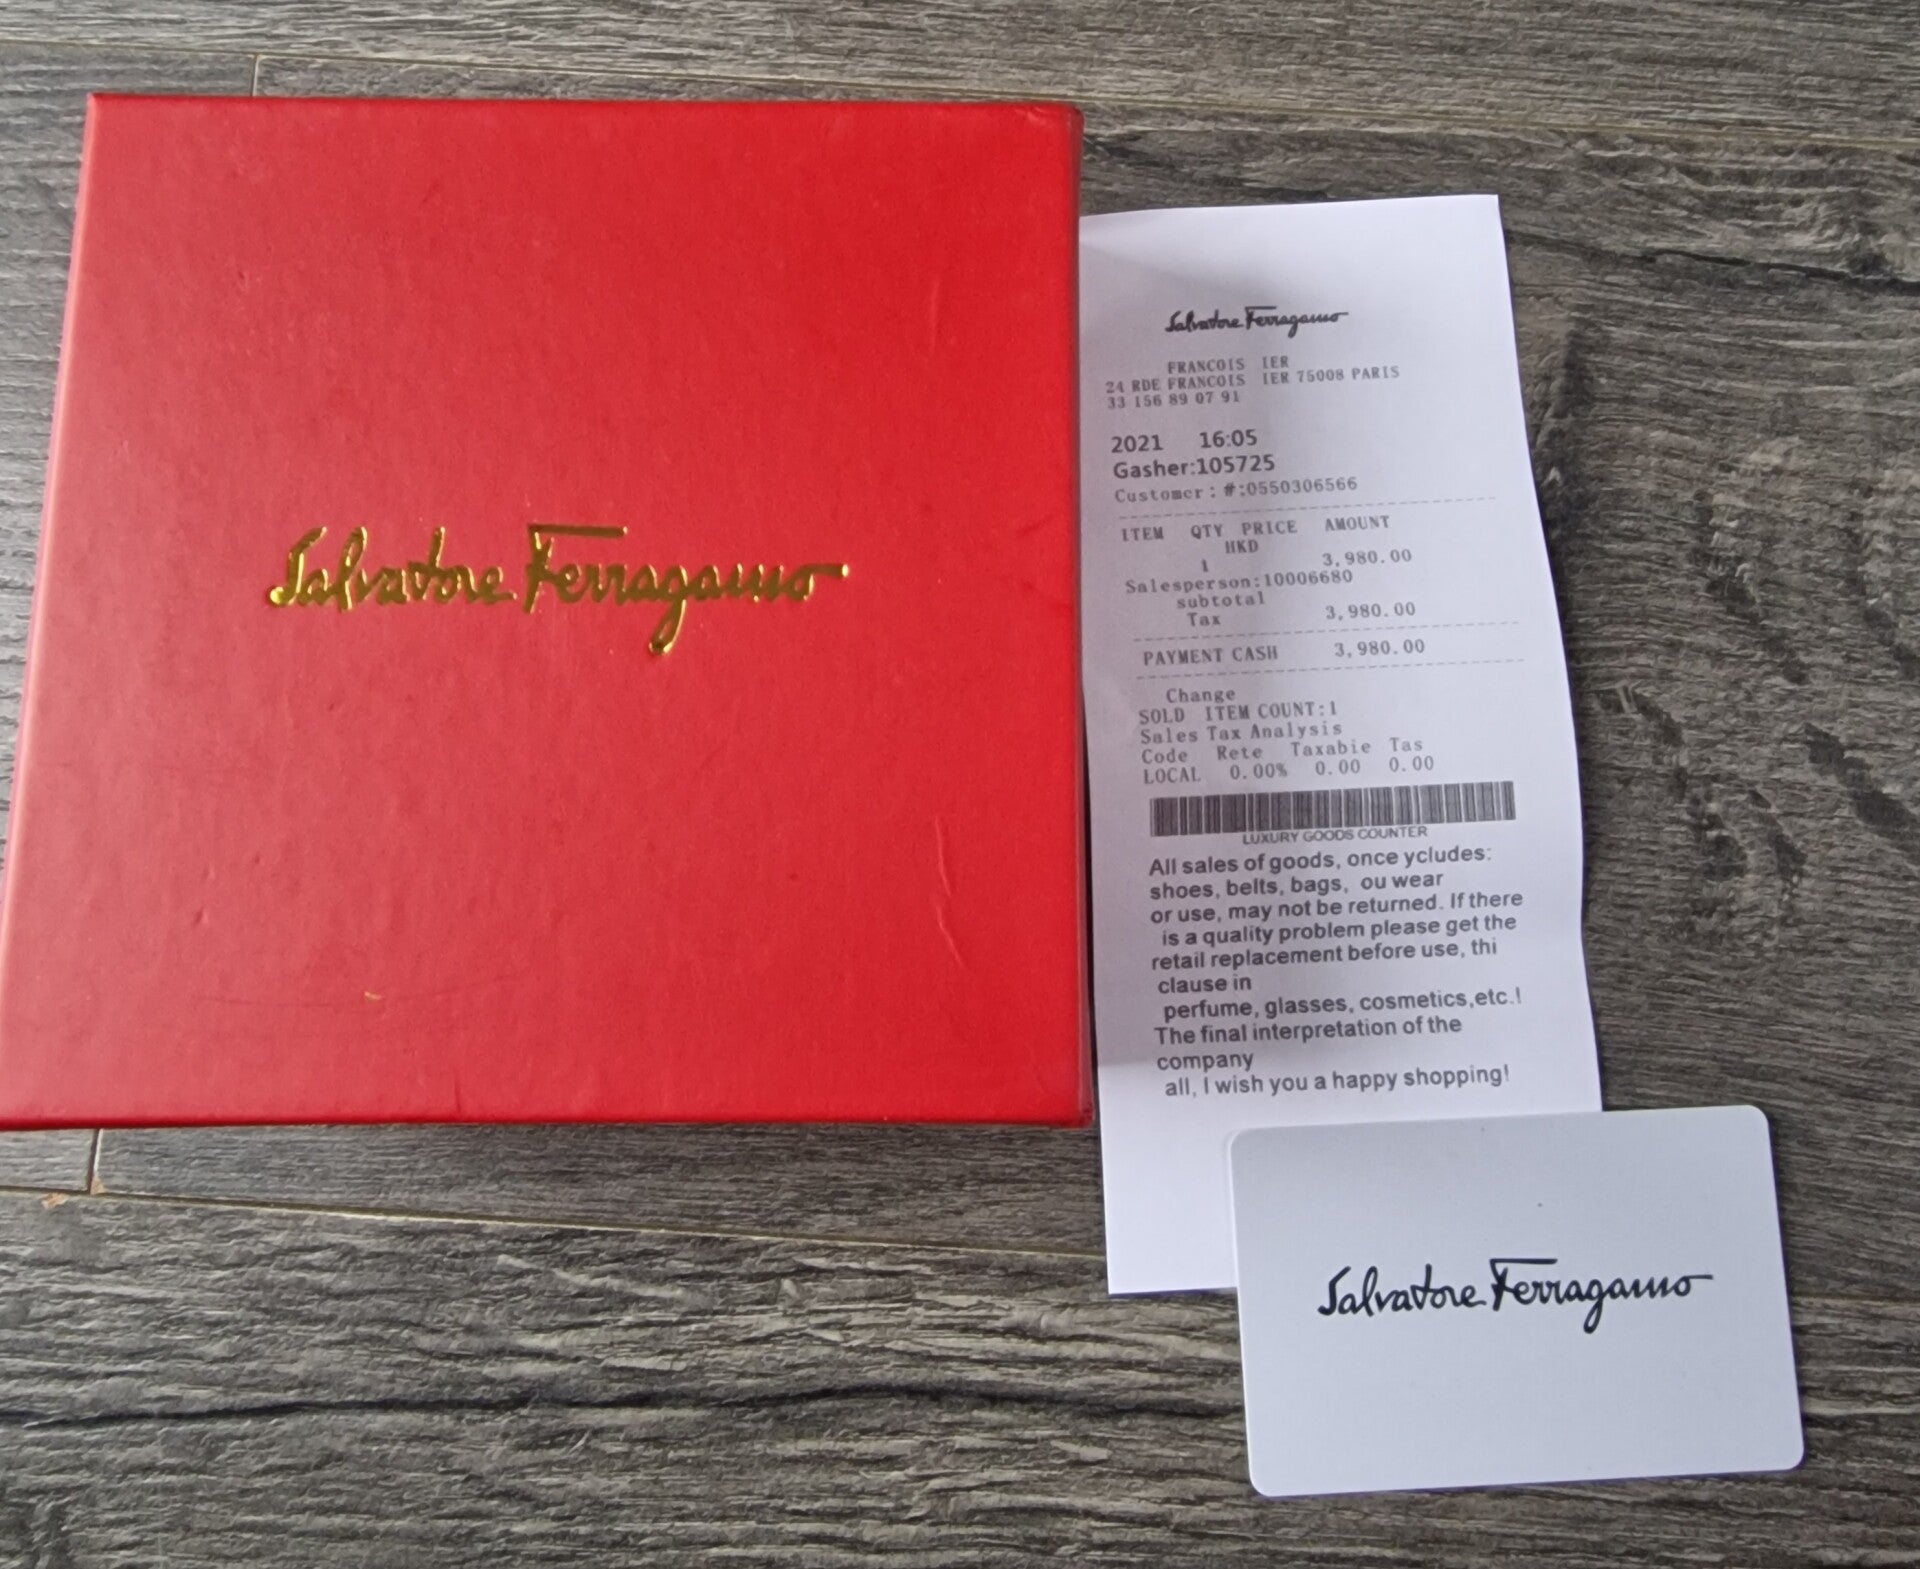 Salvatore Ferragamo
Salvatore Ferragamo
FRANCOIS IER
24 RDE FRANCOIS IER 75008 PARIS
33 156 89 07 91
2021 16:05
Gasher:105725
Customer: #:0550306566
ITEM QTY PRICE AMOUNT
HKD
1 3,980.00
Salesperson:10006680
subtotal
Tax 3,980.00
PAYMENT CASH 3,980.00
Change
SOLD ITEM COUNT:1
Sales Tax Analysis
Code Rete Taxabie Tas
LOCAL 0.00% 0.00 0.00
LUXURY GOODS COUNTER
All sales of goods, once ycludes:
shoes, belts, bags, ou wear
or use, may not be returned. If there
is a quality problem please get the
retail replacement before use, thi
clause in
perfume, glasses, cosmetics,etc.!
The final interpretation of the
company
all, I wish you a happy shopping!
Salvatore Ferragamo